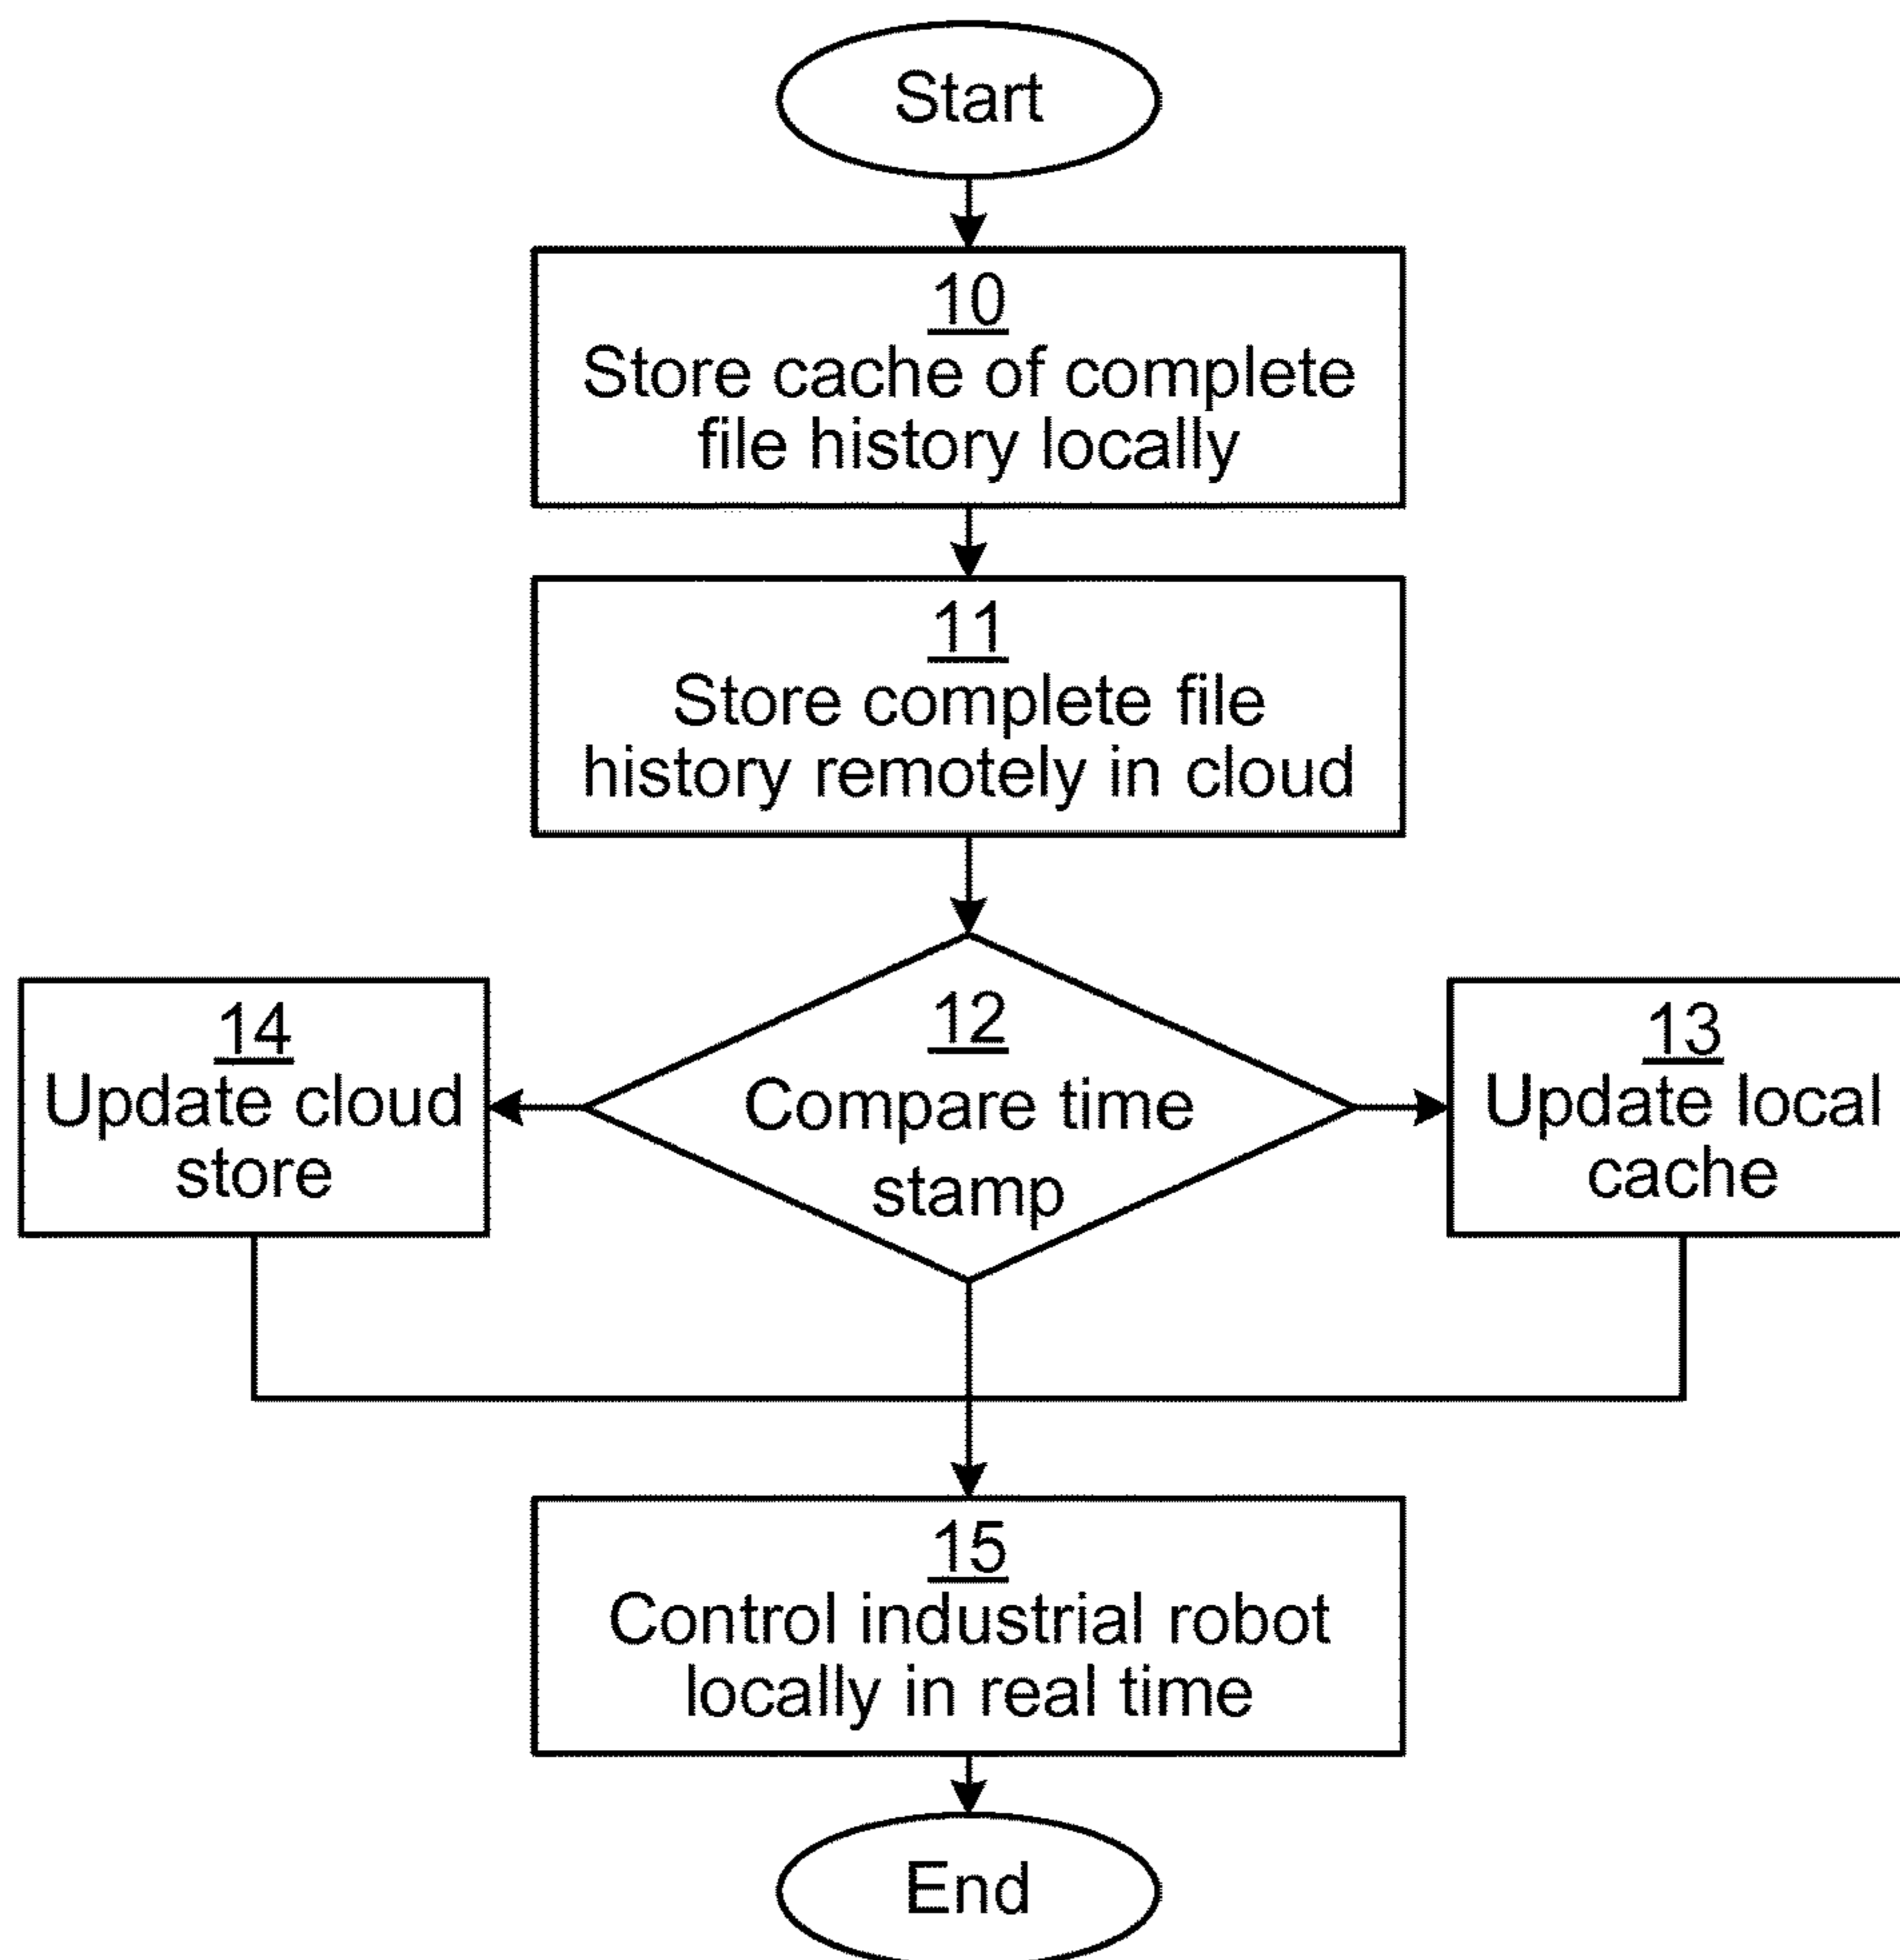 Start
10
Store cache of complete
file history locally
11
Store complete file
history remotely in cloud
14
Update cloud
store
12
Compare time
stamp
13
Update local
cache
15
Control industrial robot
locally in real time
End